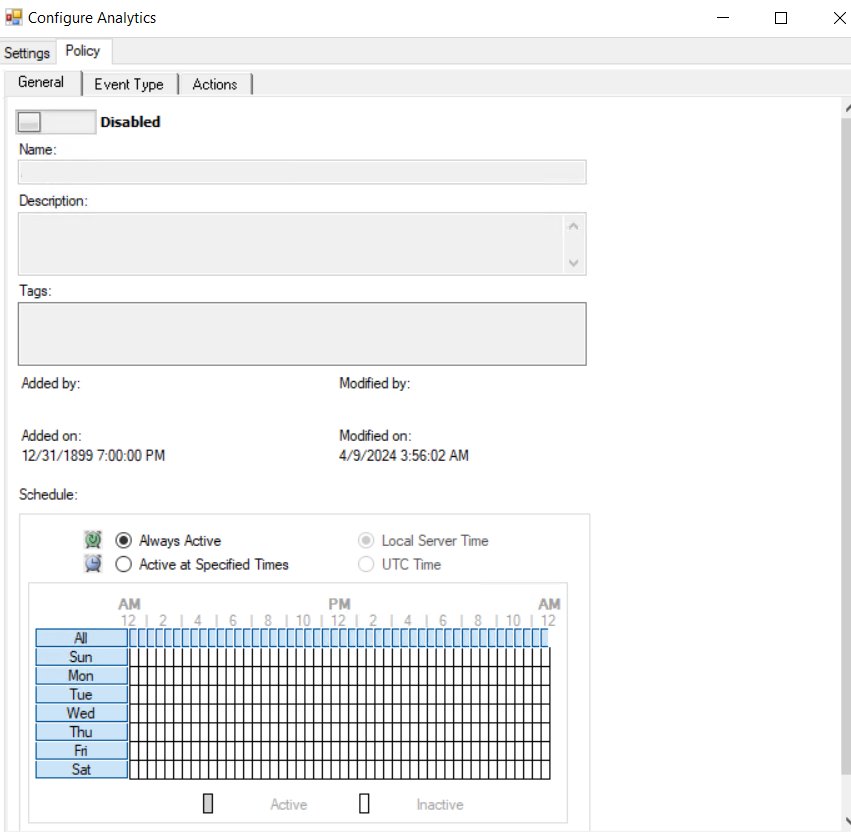 Configure Analytics
Settings Policy
General Event Type Actions
Disabled
Name:
Description:
Tags:
Added by: Modified by:
Added on: Modified on:
12/31/1899 7:00:00 PM 4/9/2024 3:56:02 AM
Schedule:
Always Active Local Server Time
Active at Specified Times UTC Time
AM PM AM
12 | 2 | 4 | 6 | 8 | 10 | 12 | 2 | 4 | 6 | 8 | 10 | 12
All
Sun
Mon
Tue
Wed
Thu
Fri
Sat
Active Inactive